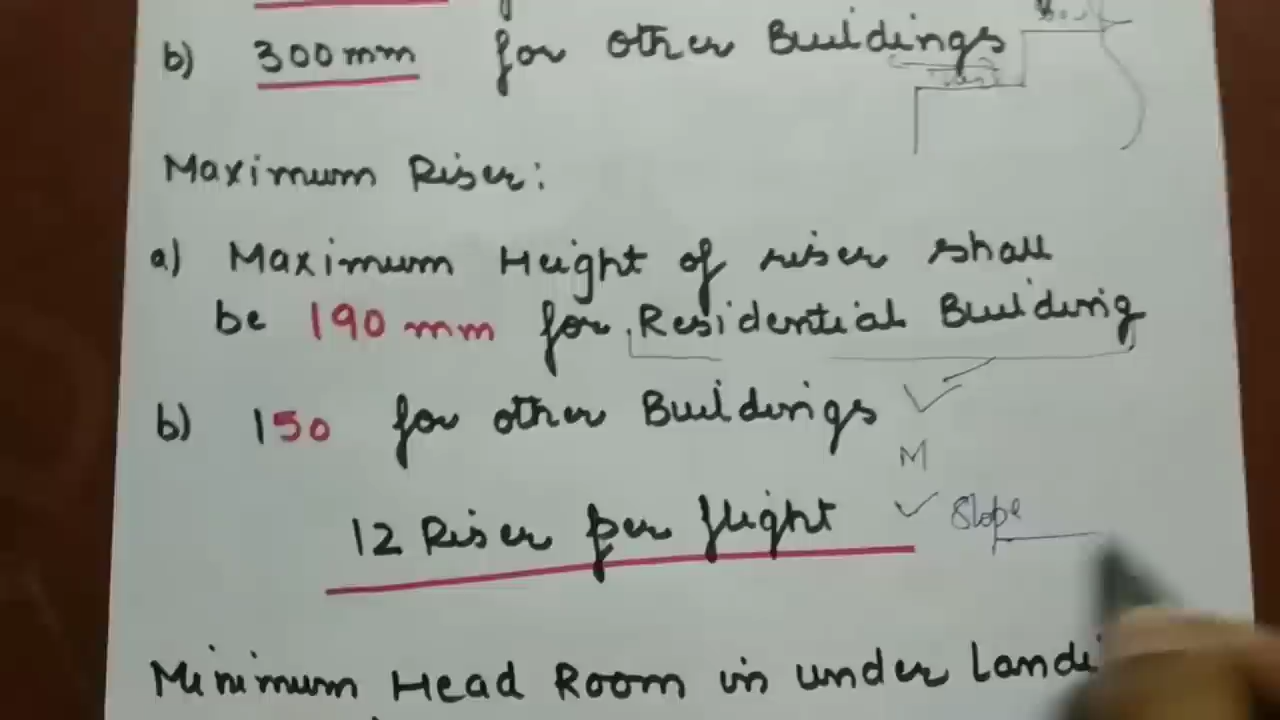 b) 300mm for other Buildings
Maximum Riser:
a) Maximum Height of riser shall
be 190 mm for Residential Building
b) 150 for other Buildings
M
12 Riser per flight
Slope
Minimum Head Room in under